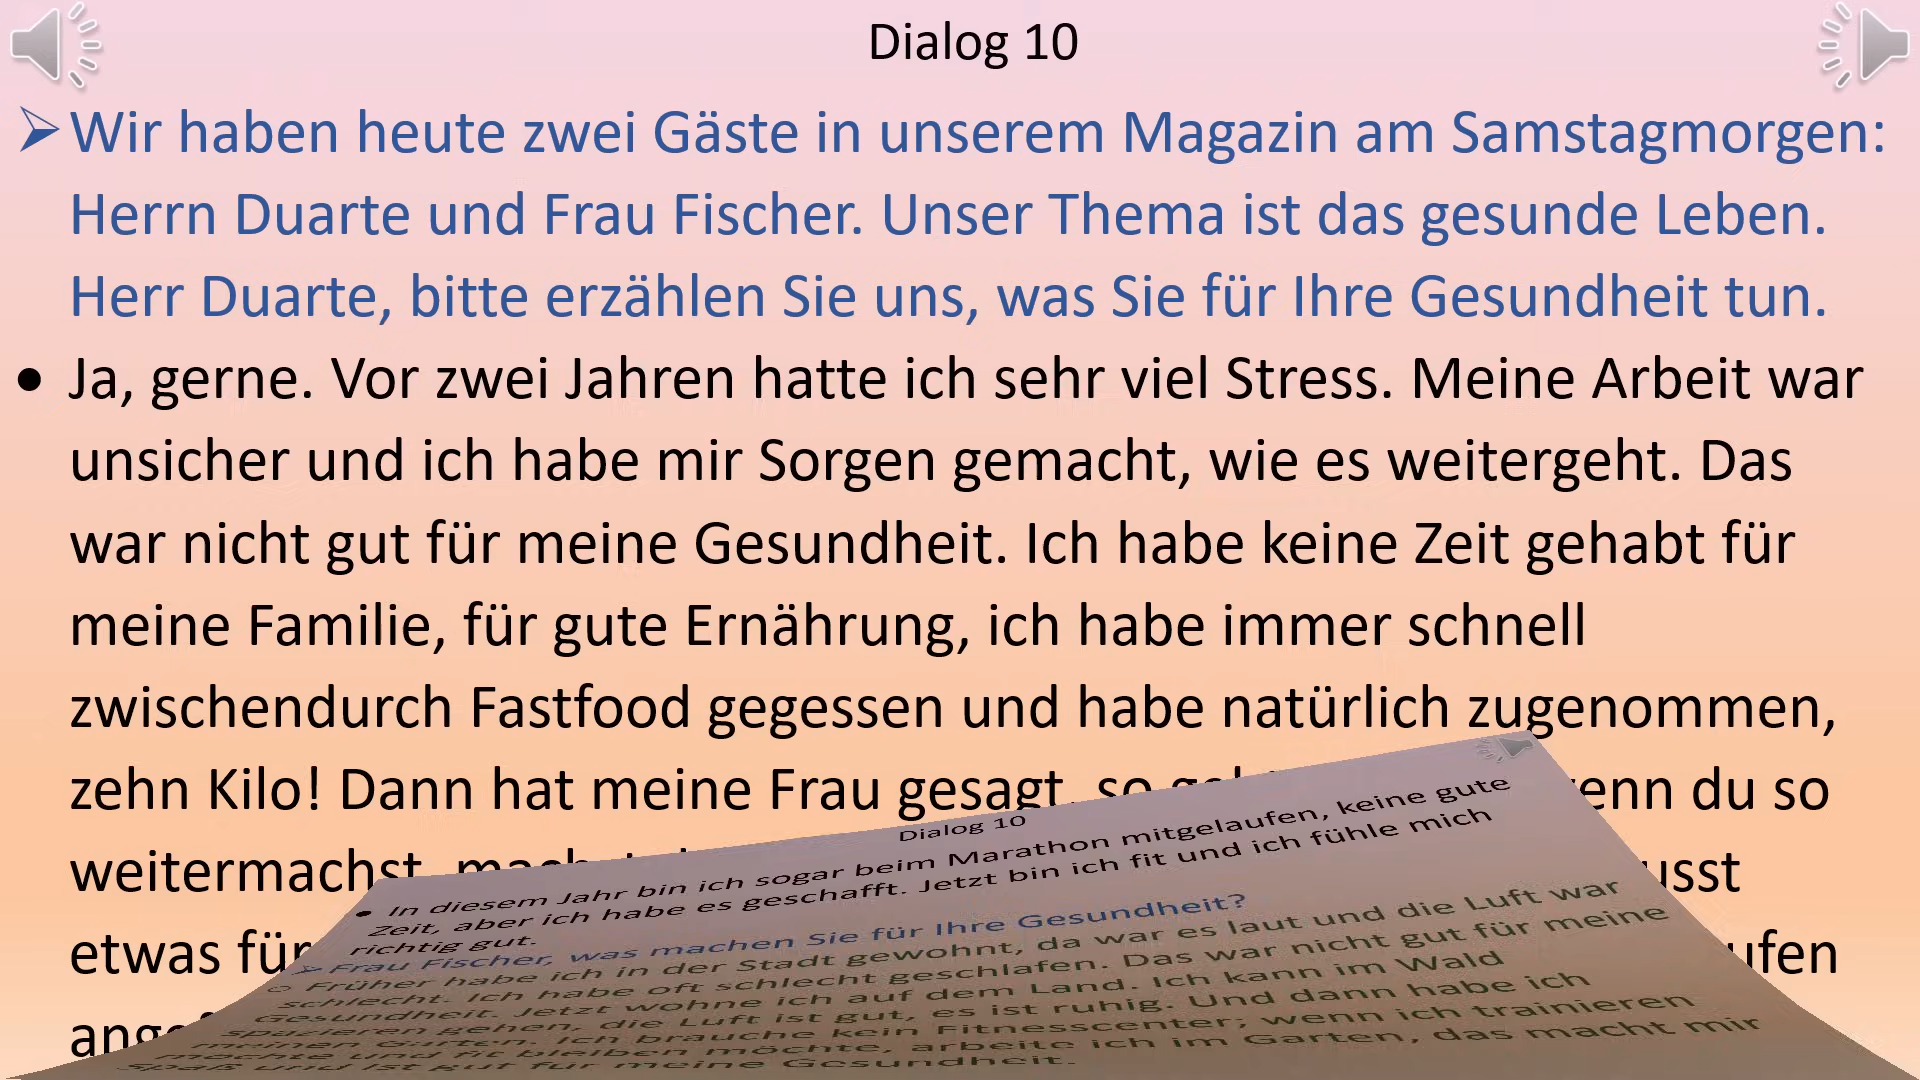 Dialog 10
Wir haben heute zwei Gäste in unserem Magazin am Samstagmorgen:
Herrn Duarte und Frau Fischer. Unser Thema ist das gesunde Leben.
Herr Duarte, bitte erzählen Sie uns, was Sie für Ihre Gesundheit tun.
• Ja, gerne. Vor zwei Jahren hatte ich sehr viel Stress. Meine Arbeit war
unsicher und ich habe mir Sorgen gemacht, wie es weitergeht. Das
war nicht gut für meine Gesundheit. Ich habe keine Zeit gehabt für
meine Familie, für gute Ernährung, ich habe immer schnell
zwischendurch Fastfood gegessen und habe natürlich zugenommen,
zehn Kilo! Dann hat meine Frau gesagt, so du so
weitermachst,
etwas für
Dialog 10
• In diesem Jahr bin ich sogar beim Marathon mitgelaufen, keine gute
Zeit, aber ich habe es geschafft. Jetzt bin ich fit und ich fühle mich
richtig gut.
Frau Fischer, was machen Sie für Ihre Gesundheit?
Früher habe ich in der Stadt gewohnt, da war es laut und die Luft war
schlecht. Ich habe oft schlecht geschlafen. Das war nicht gut für meine
Gesundheit. Jetzt wohne ich auf dem Land. Ich kann im Wald
spazieren gehen, die Luft ist gut, es ist ruhig. Und dann habe ich
meinen Garten. Ich brauche kein Fitnesscenter; wenn ich trainieren
möchte und fit bleiben möchte, arbeite ich im Garten, das macht mir
spaß und ist gut für meine Gesundheit.